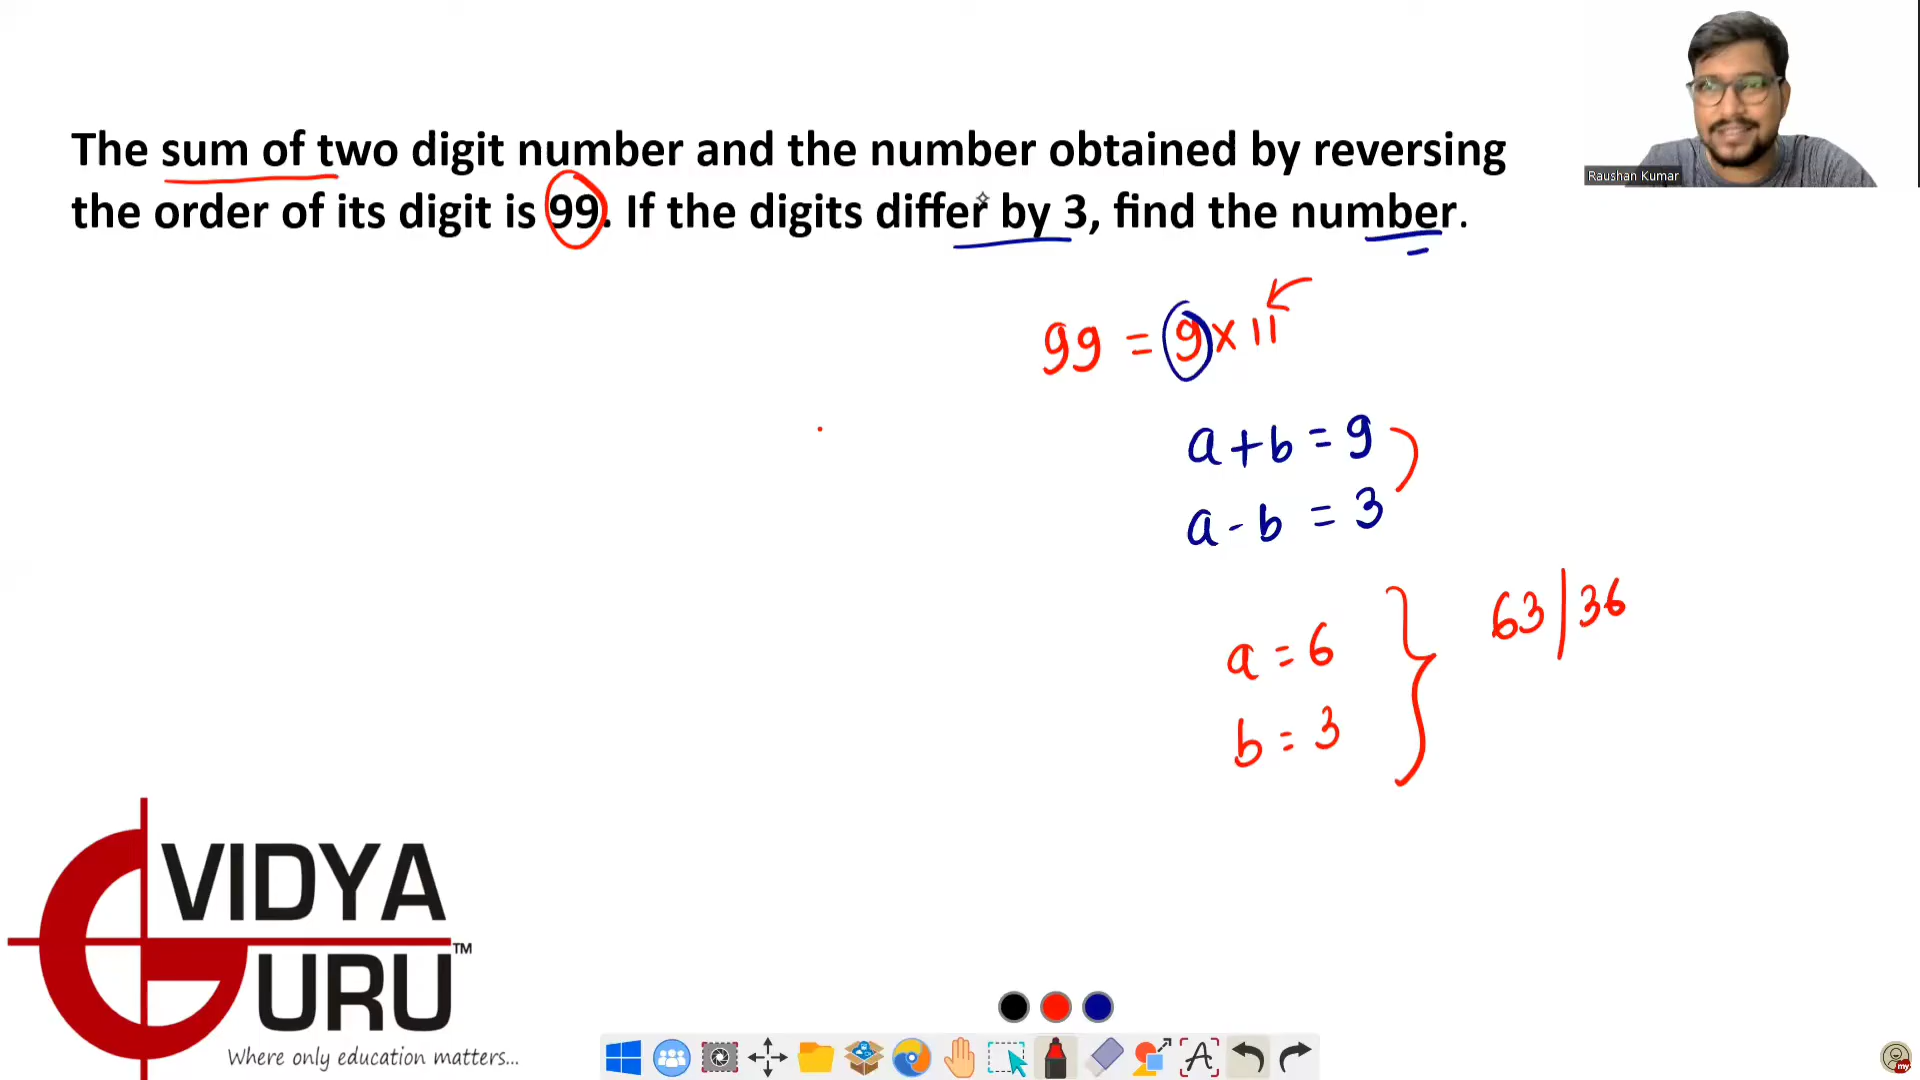 The sum of two digit number and the number obtained by reversing
the order of its digit is 99. If the digits differ by 3, find the number.
Raushan Kumar
99 = 9 x 11
a + b = 9
a - b = 3
a = 6
b = 3
63 | 36
VIDYA
GURU™
Where only education matters...
A
my